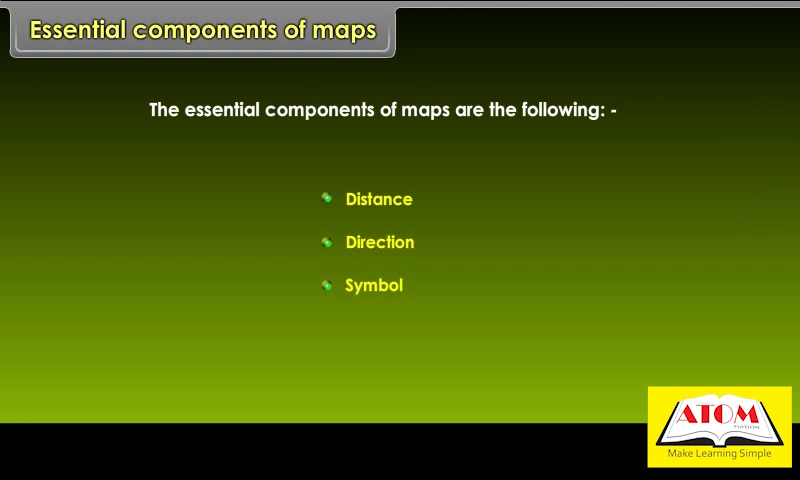 Essential components of maps
The essential components of maps are the following: -
Distance
Direction
Symbol
ATOM
TUITION
Make Learning Simple